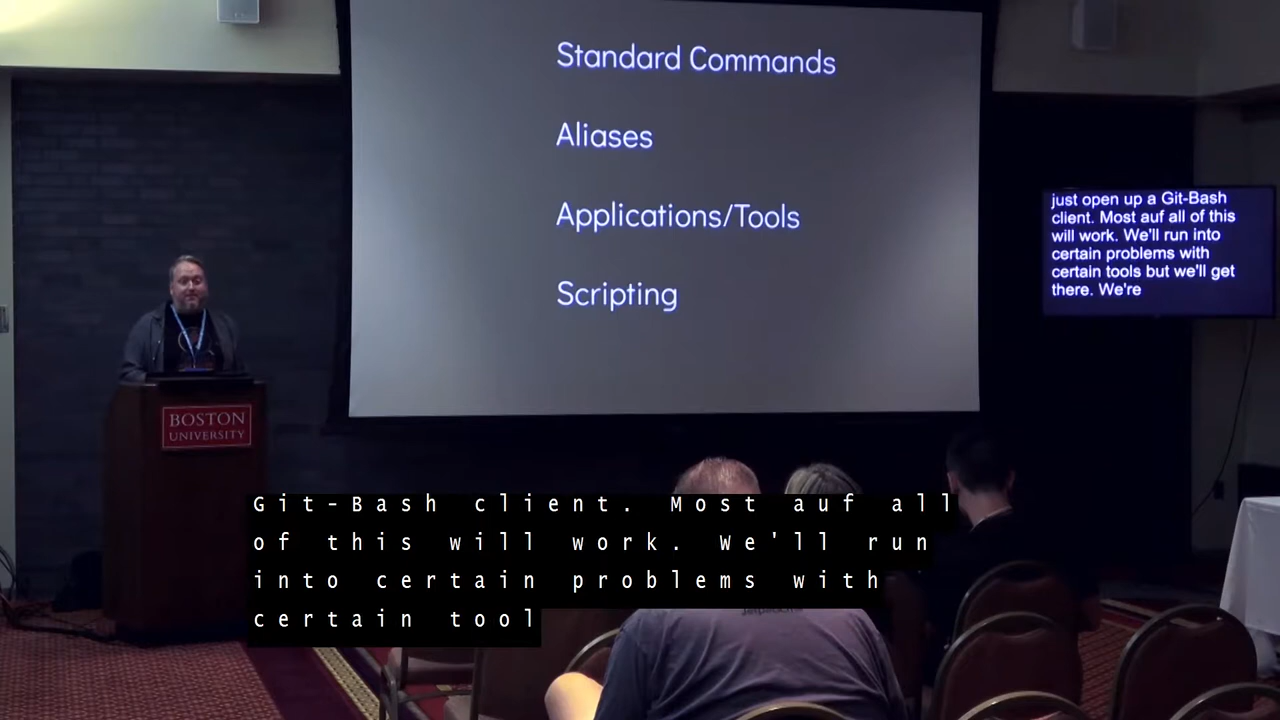 Standard Commands
Aliases
Applications/Tools
Scripting
just open up a Git-Bash
client. Most auf all of this
will work. We'll run into
certain problems with
certain tools but we'll get
there. We're
BOSTON
UNIVERSITY
Git-Bash client. Most auf all
of this will work. We'll run
into certain problems with
certain tool